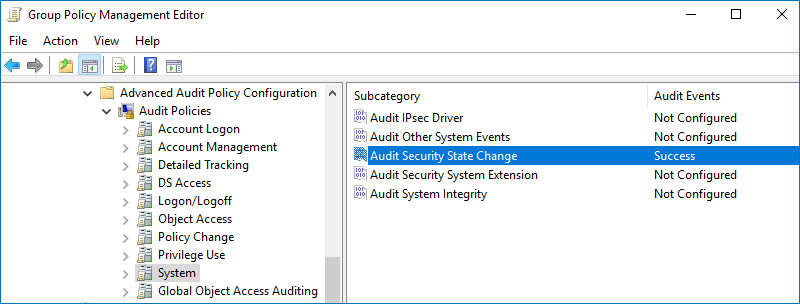 Group Policy Management Editor
File Action View Help
Subcategory Audit Events
Advanced Audit Policy Configuration
Audit Policies
Account Logon
Account Management
Detailed Tracking
DS Access
Logon/Logoff
Object Access
Policy Change
Privilege Use
System
Global Object Access Auditing
Audit IPsec Driver Not Configured
Audit Other System Events Not Configured
Audit Security State Change Success
Audit Security System Extension Not Configured
Audit System Integrity Not Configured